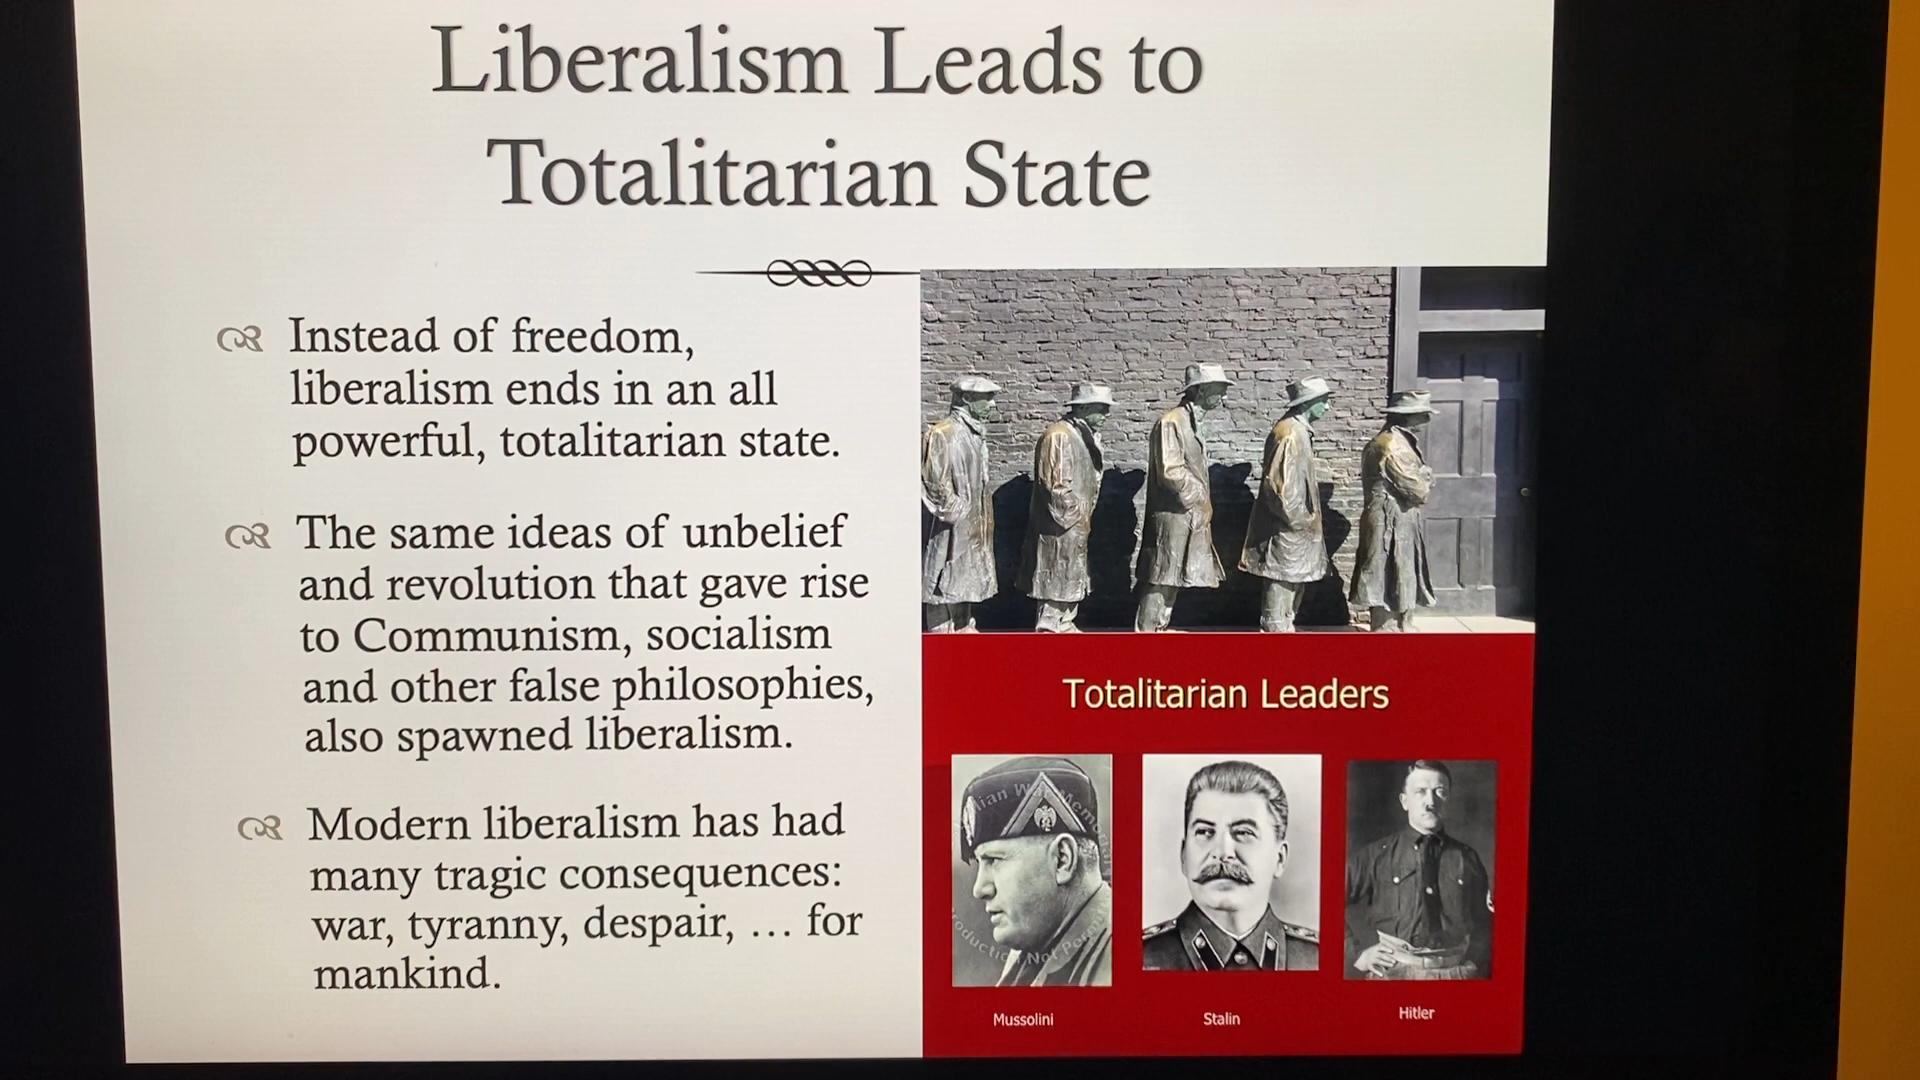 Liberalism Leads to
Totalitarian State
Instead of freedom,
liberalism ends in an all
powerful, totalitarian state.
The same ideas of unbelief
and revolution that gave rise
to Communism, socialism
and other false philosophies,
also spawned liberalism.
Modern liberalism has had
many tragic consequences:
war, tyranny, despair, … for
mankind.
Totalitarian Leaders
Mussolini
Stalin
Hitler